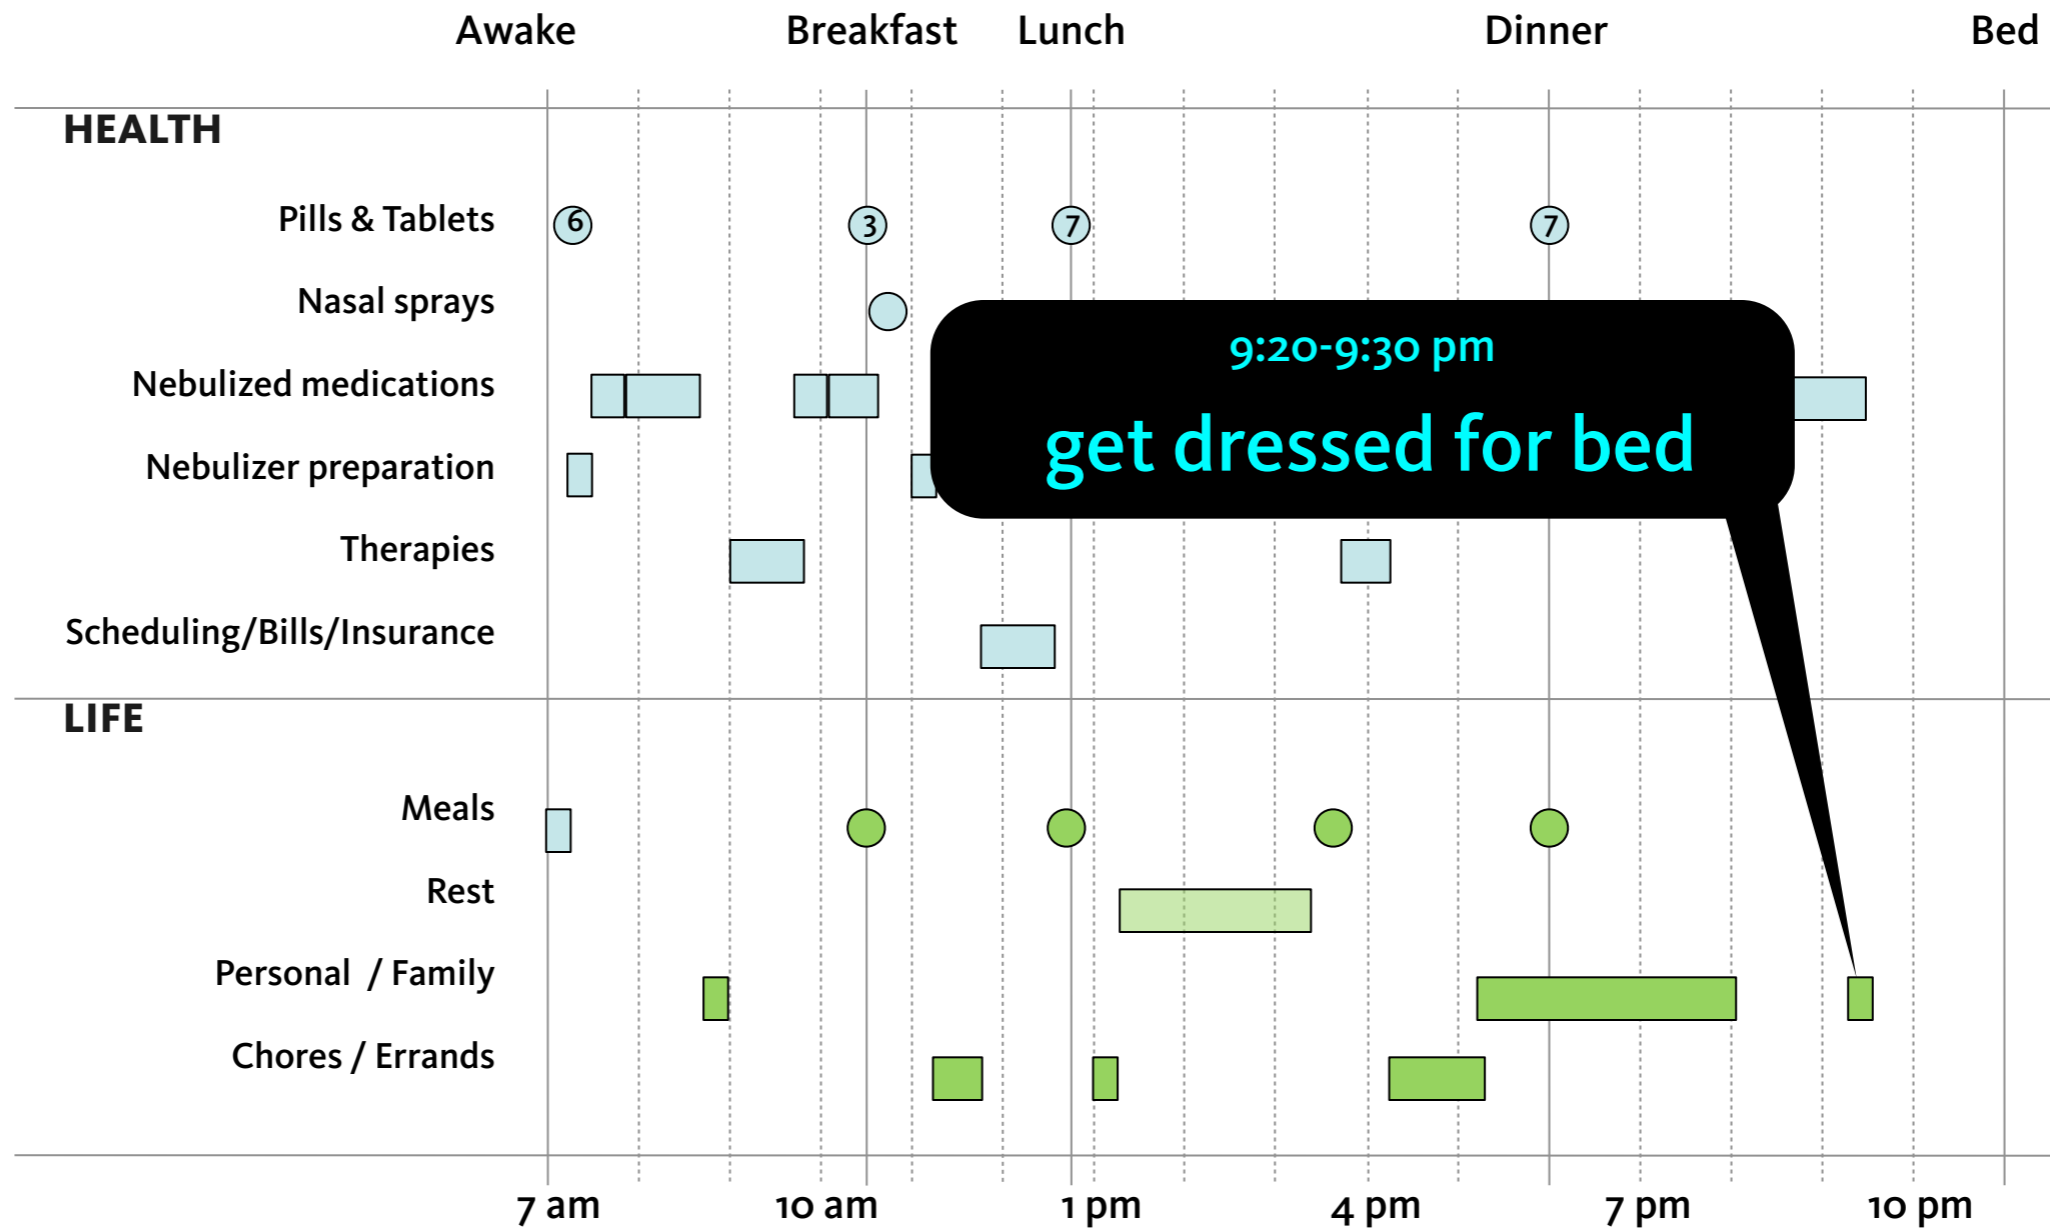 Awake Breakfast Lunch Dinner Bed
HEALTH
Pills & Tablets 6 3 7 7
Nasal sprays
9:20-9:30 pm
Nebulized medications
get dressed for bed
Nebulizer preparation
Therapies
Scheduling/Bills/Insurance
LIFE
Meals
Rest
Personal / Family
Chores / Errands
7 am 10 am 1 pm 4 pm 7 pm 10 pm